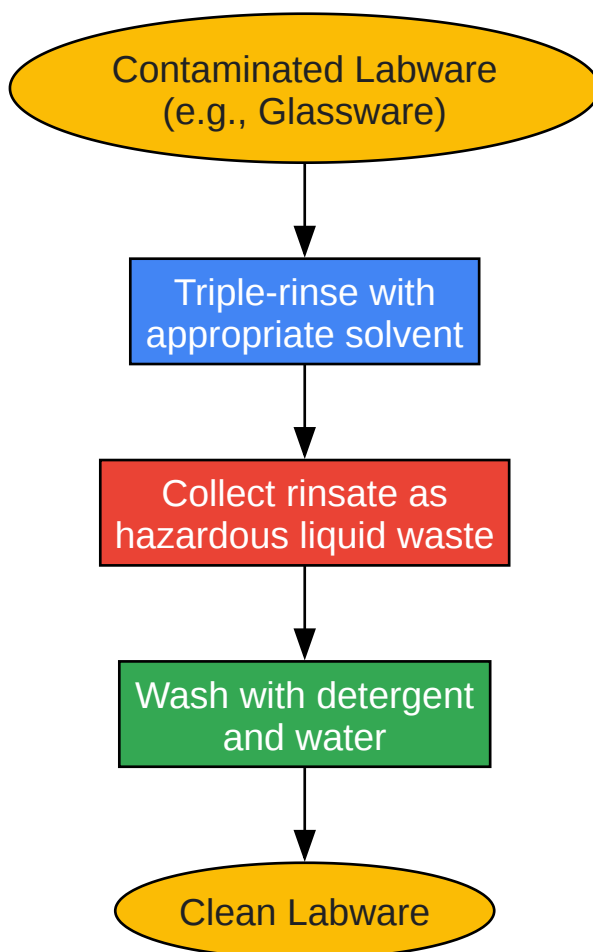 Contaminated Labware
(e.g., Glassware)
Triple-rinse with
appropriate solvent
Collect rinsate as
hazardous liquid waste
Wash with detergent
and water
Clean Labware